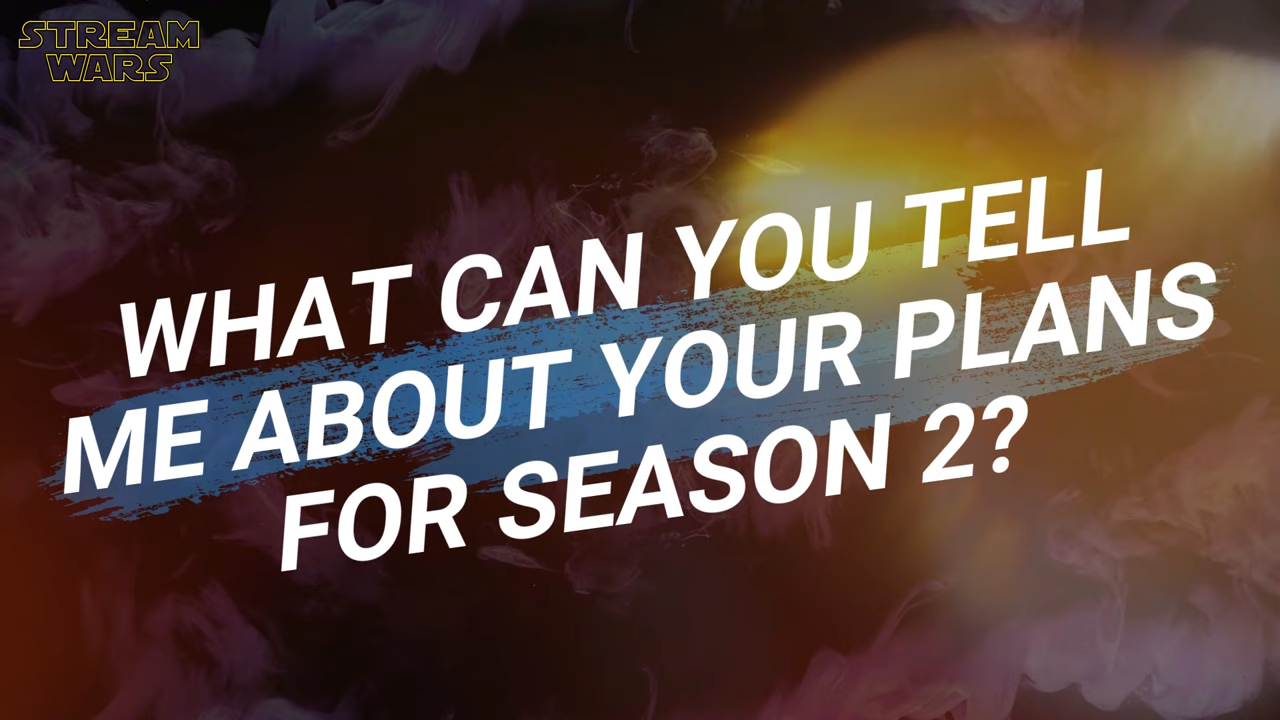 STREAM
WARS
WHAT CAN YOU TELL
ME ABOUT YOUR PLANS
FOR SEASON 2?